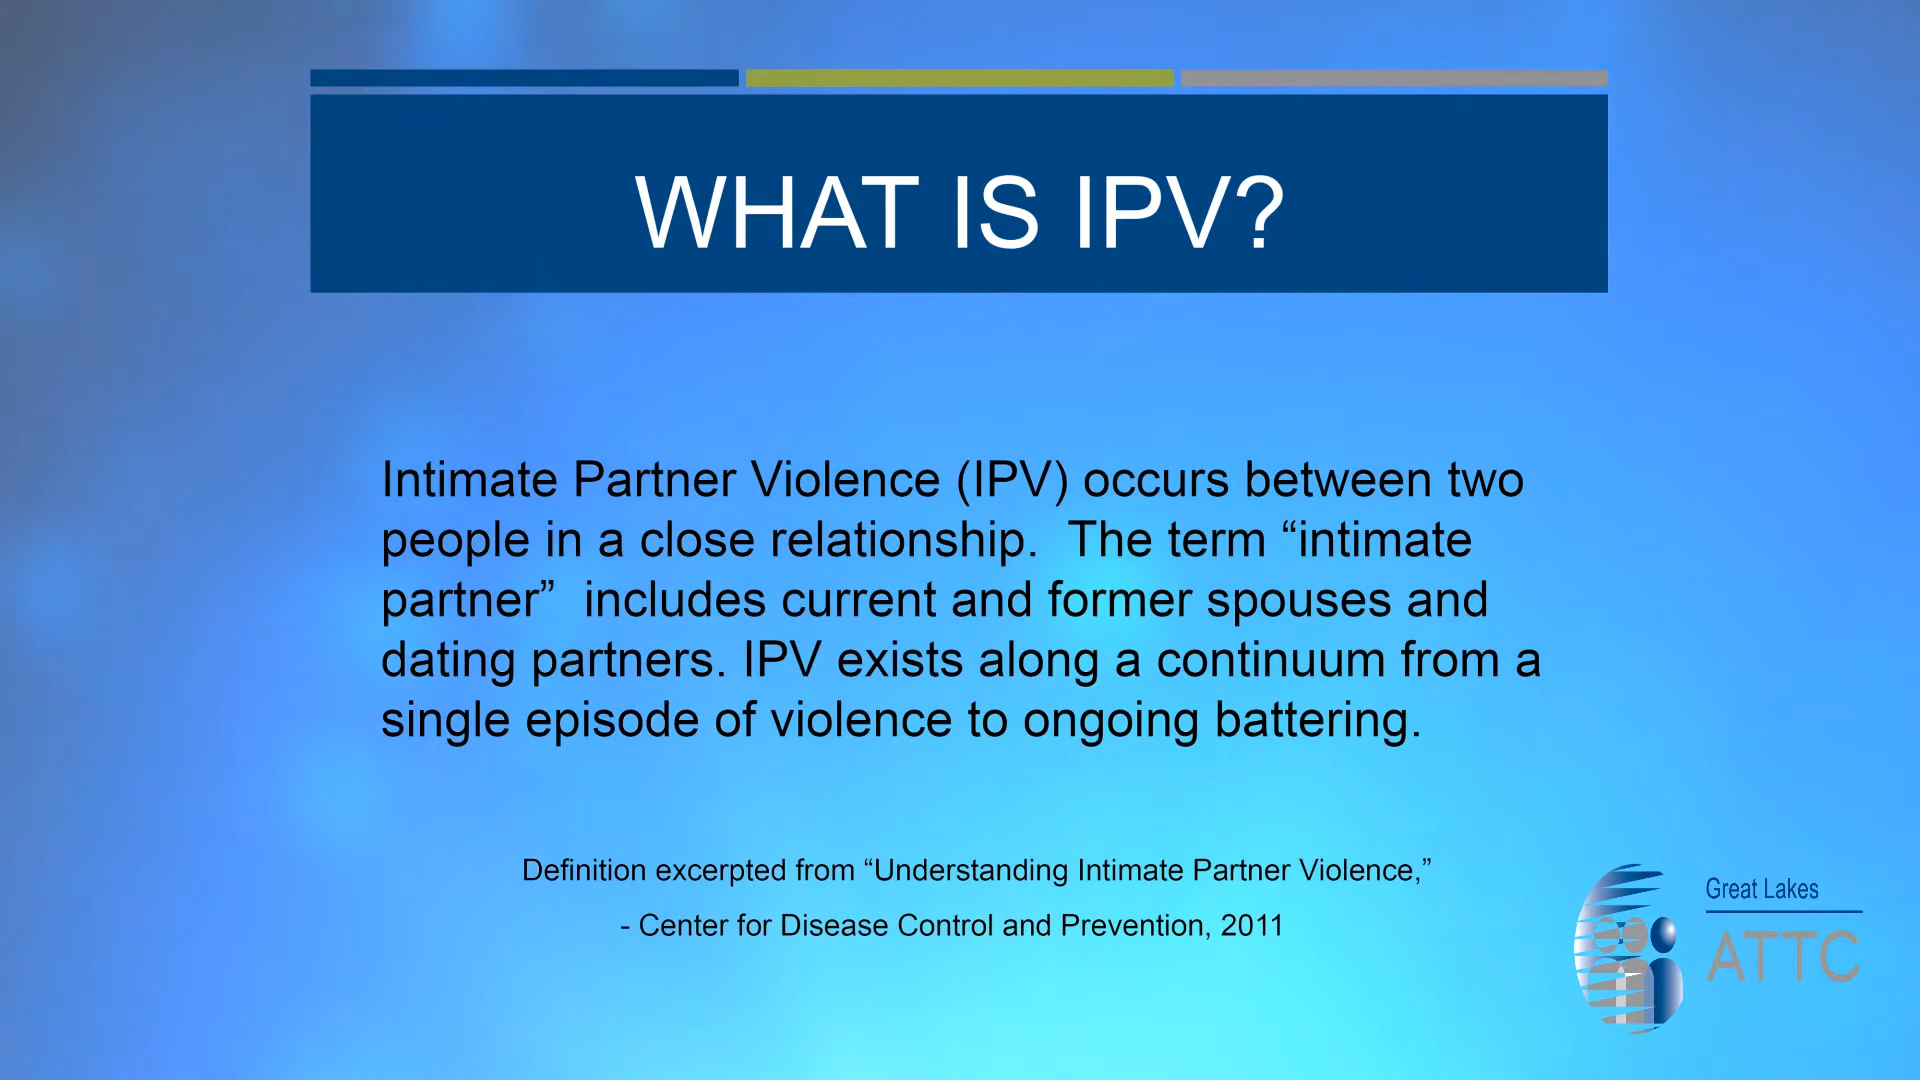 WHAT IS IPV?
Intimate Partner Violence (IPV) occurs between two
people in a close relationship.  The term “intimate
partner”  includes current and former spouses and
dating partners. IPV exists along a continuum from a
single episode of violence to ongoing battering.
Definition excerpted from “Understanding Intimate Partner Violence,”
- Center for Disease Control and Prevention, 2011
Great Lakes
ATTC